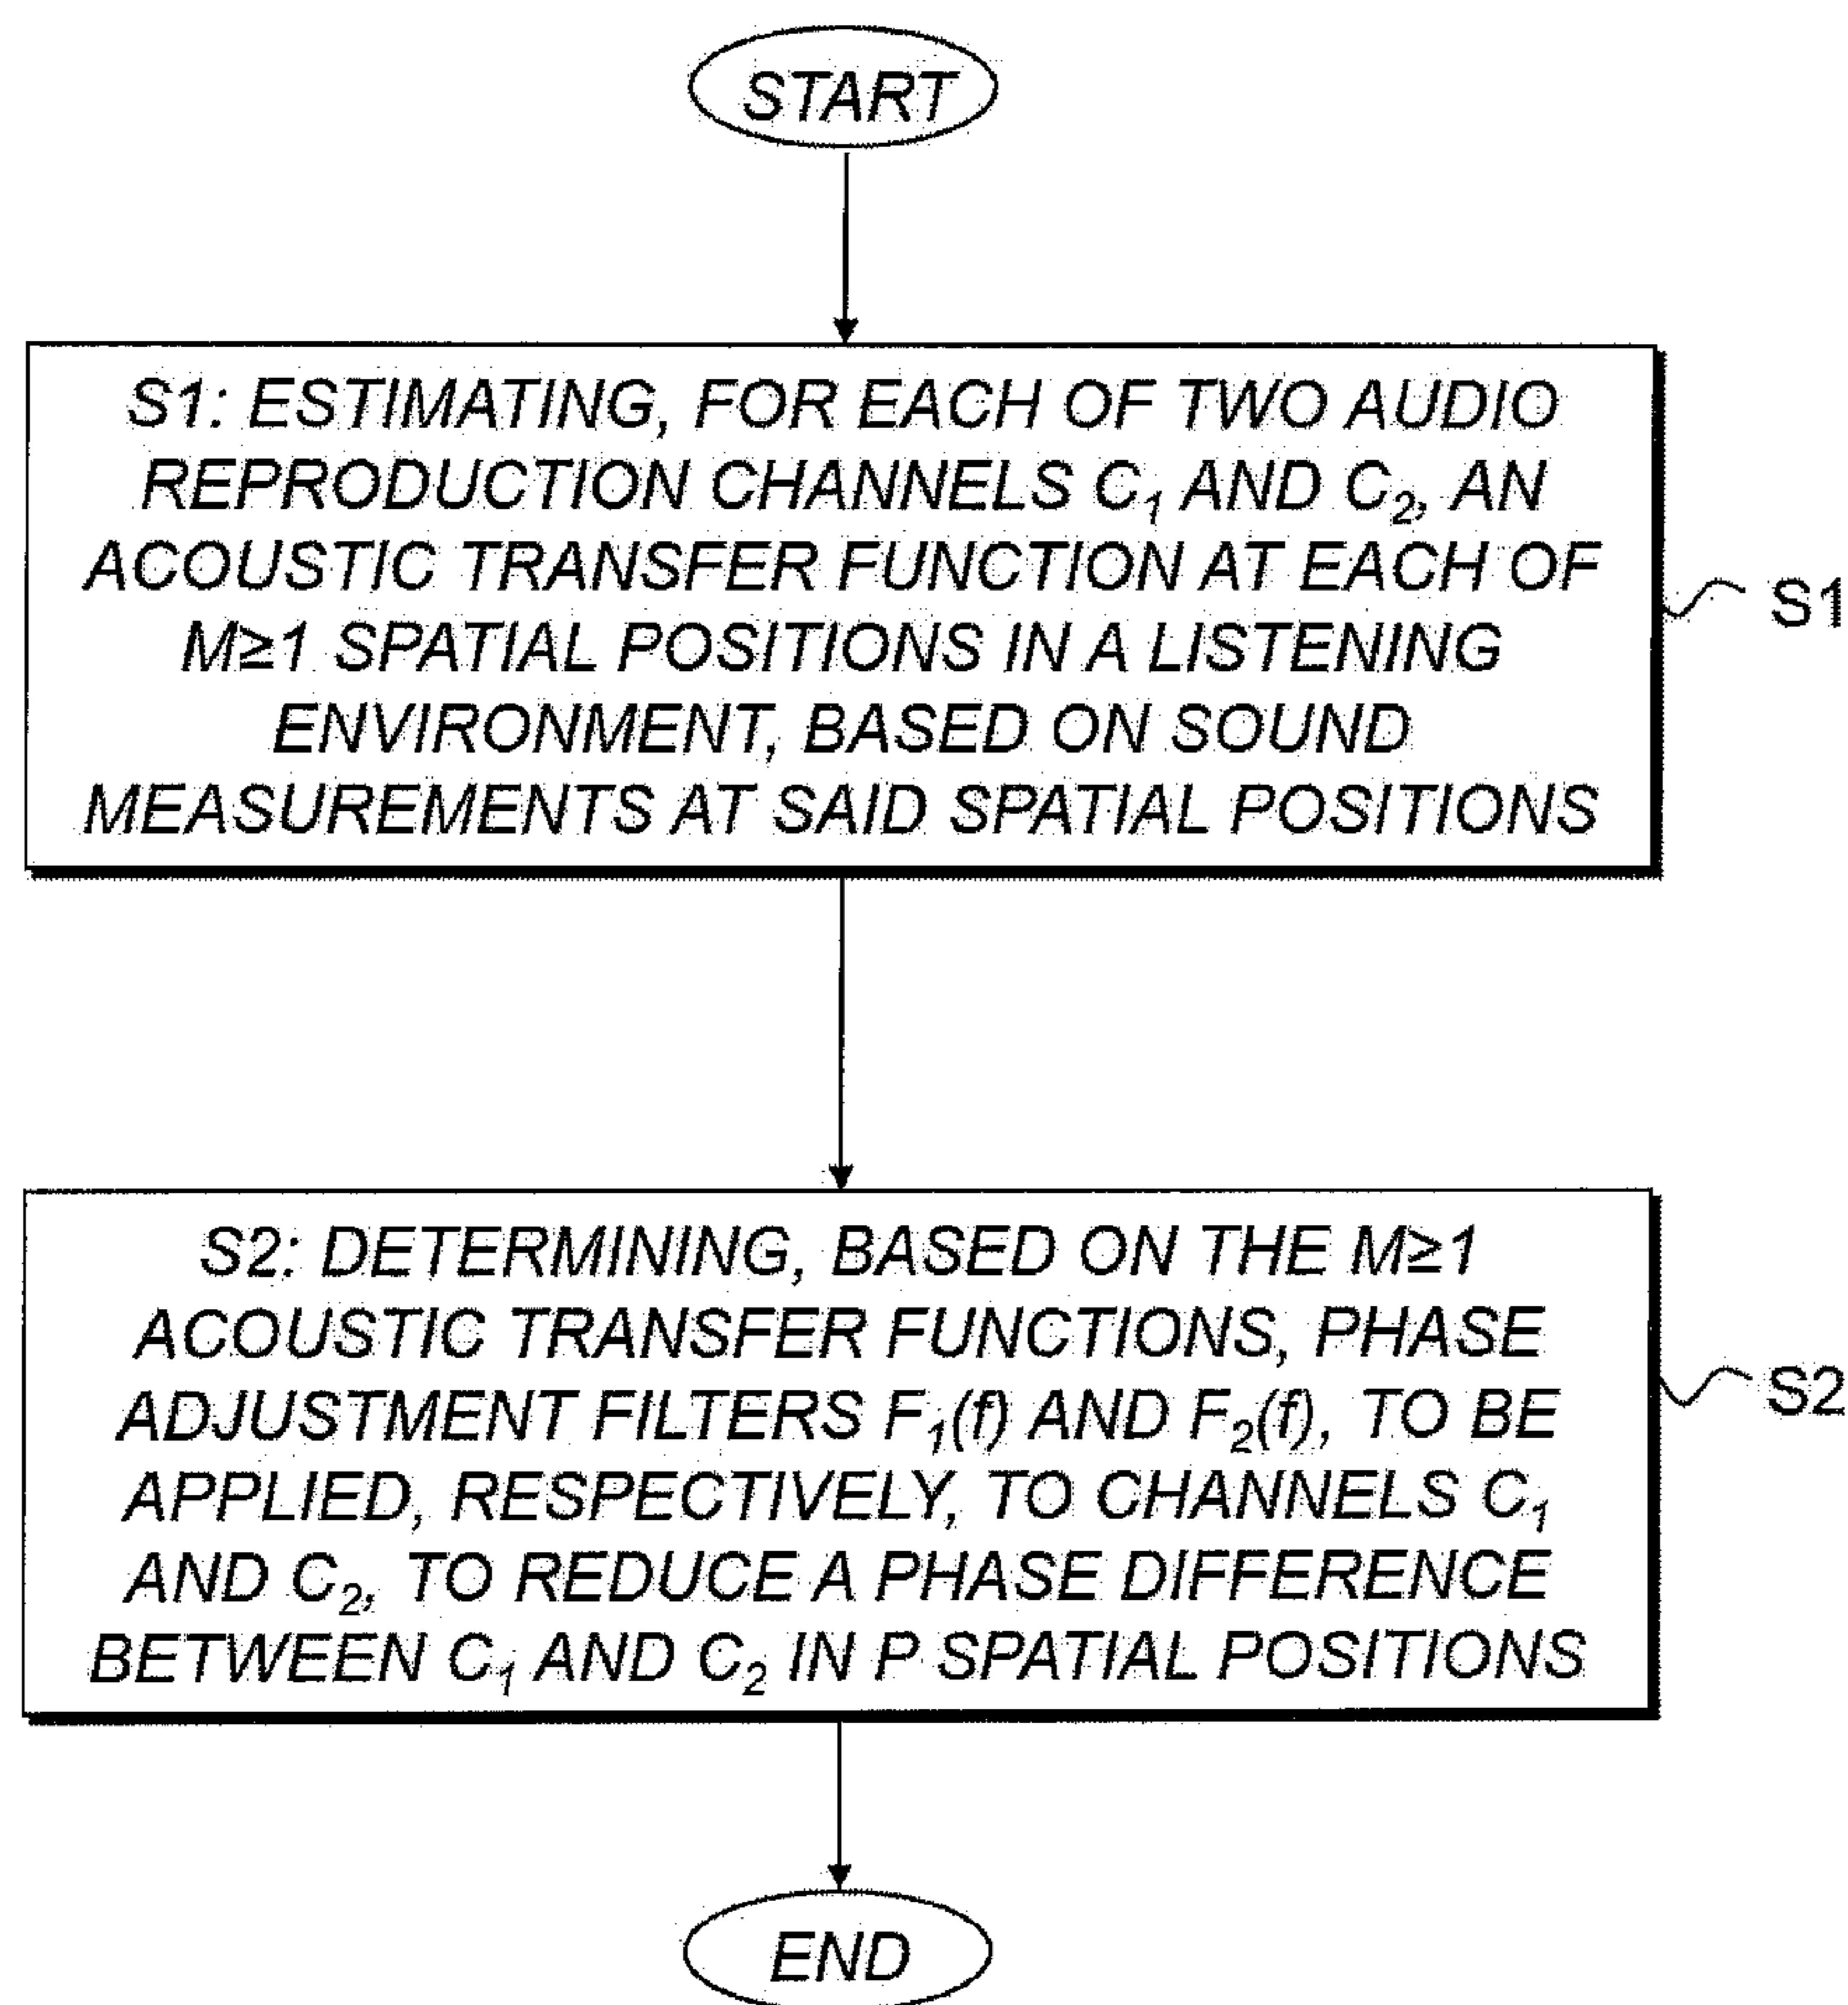 START
S1: ESTIMATING, FOR EACH OF TWO AUDIO
REPRODUCTION CHANNELS C₁ AND C₂, AN
ACOUSTIC TRANSFER FUNCTION AT EACH OF
M≥1 SPATIAL POSITIONS IN A LISTENING
ENVIRONMENT, BASED ON SOUND
MEASUREMENTS AT SAID SPATIAL POSITIONS
S1
S2: DETERMINING, BASED ON THE M≥1
ACOUSTIC TRANSFER FUNCTIONS, PHASE
ADJUSTMENT FILTERS F₁(f) AND F₂(f), TO BE
APPLIED, RESPECTIVELY, TO CHANNELS C₁
AND C₂, TO REDUCE A PHASE DIFFERENCE
BETWEEN C₁ AND C₂ IN P SPATIAL POSITIONS
S2
END